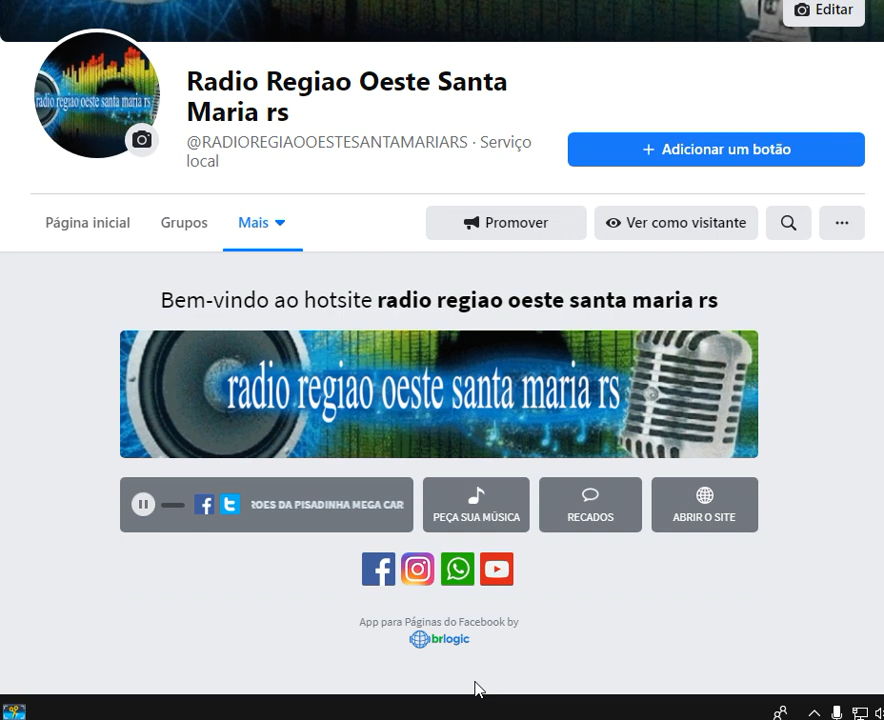 Editar
radio regiao oeste santa maria rs
Radio Regiao Oeste Santa
Maria rs
@RADIOREGIAOOESTESANTAMARIARS · Serviço
local
+ Adicionar um botão
Página inicial
Grupos
Mais
Promover
Ver como visitante
Bem-vindo ao hotsite radio regiao oeste santa maria rs
radio regiao oeste santa maria rs
ROES DA PISADINHA MEGA CAR
PEÇA SUA MÚSICA
RECADOS
ABRIR O SITE
App para Páginas do Facebook by
brlogic